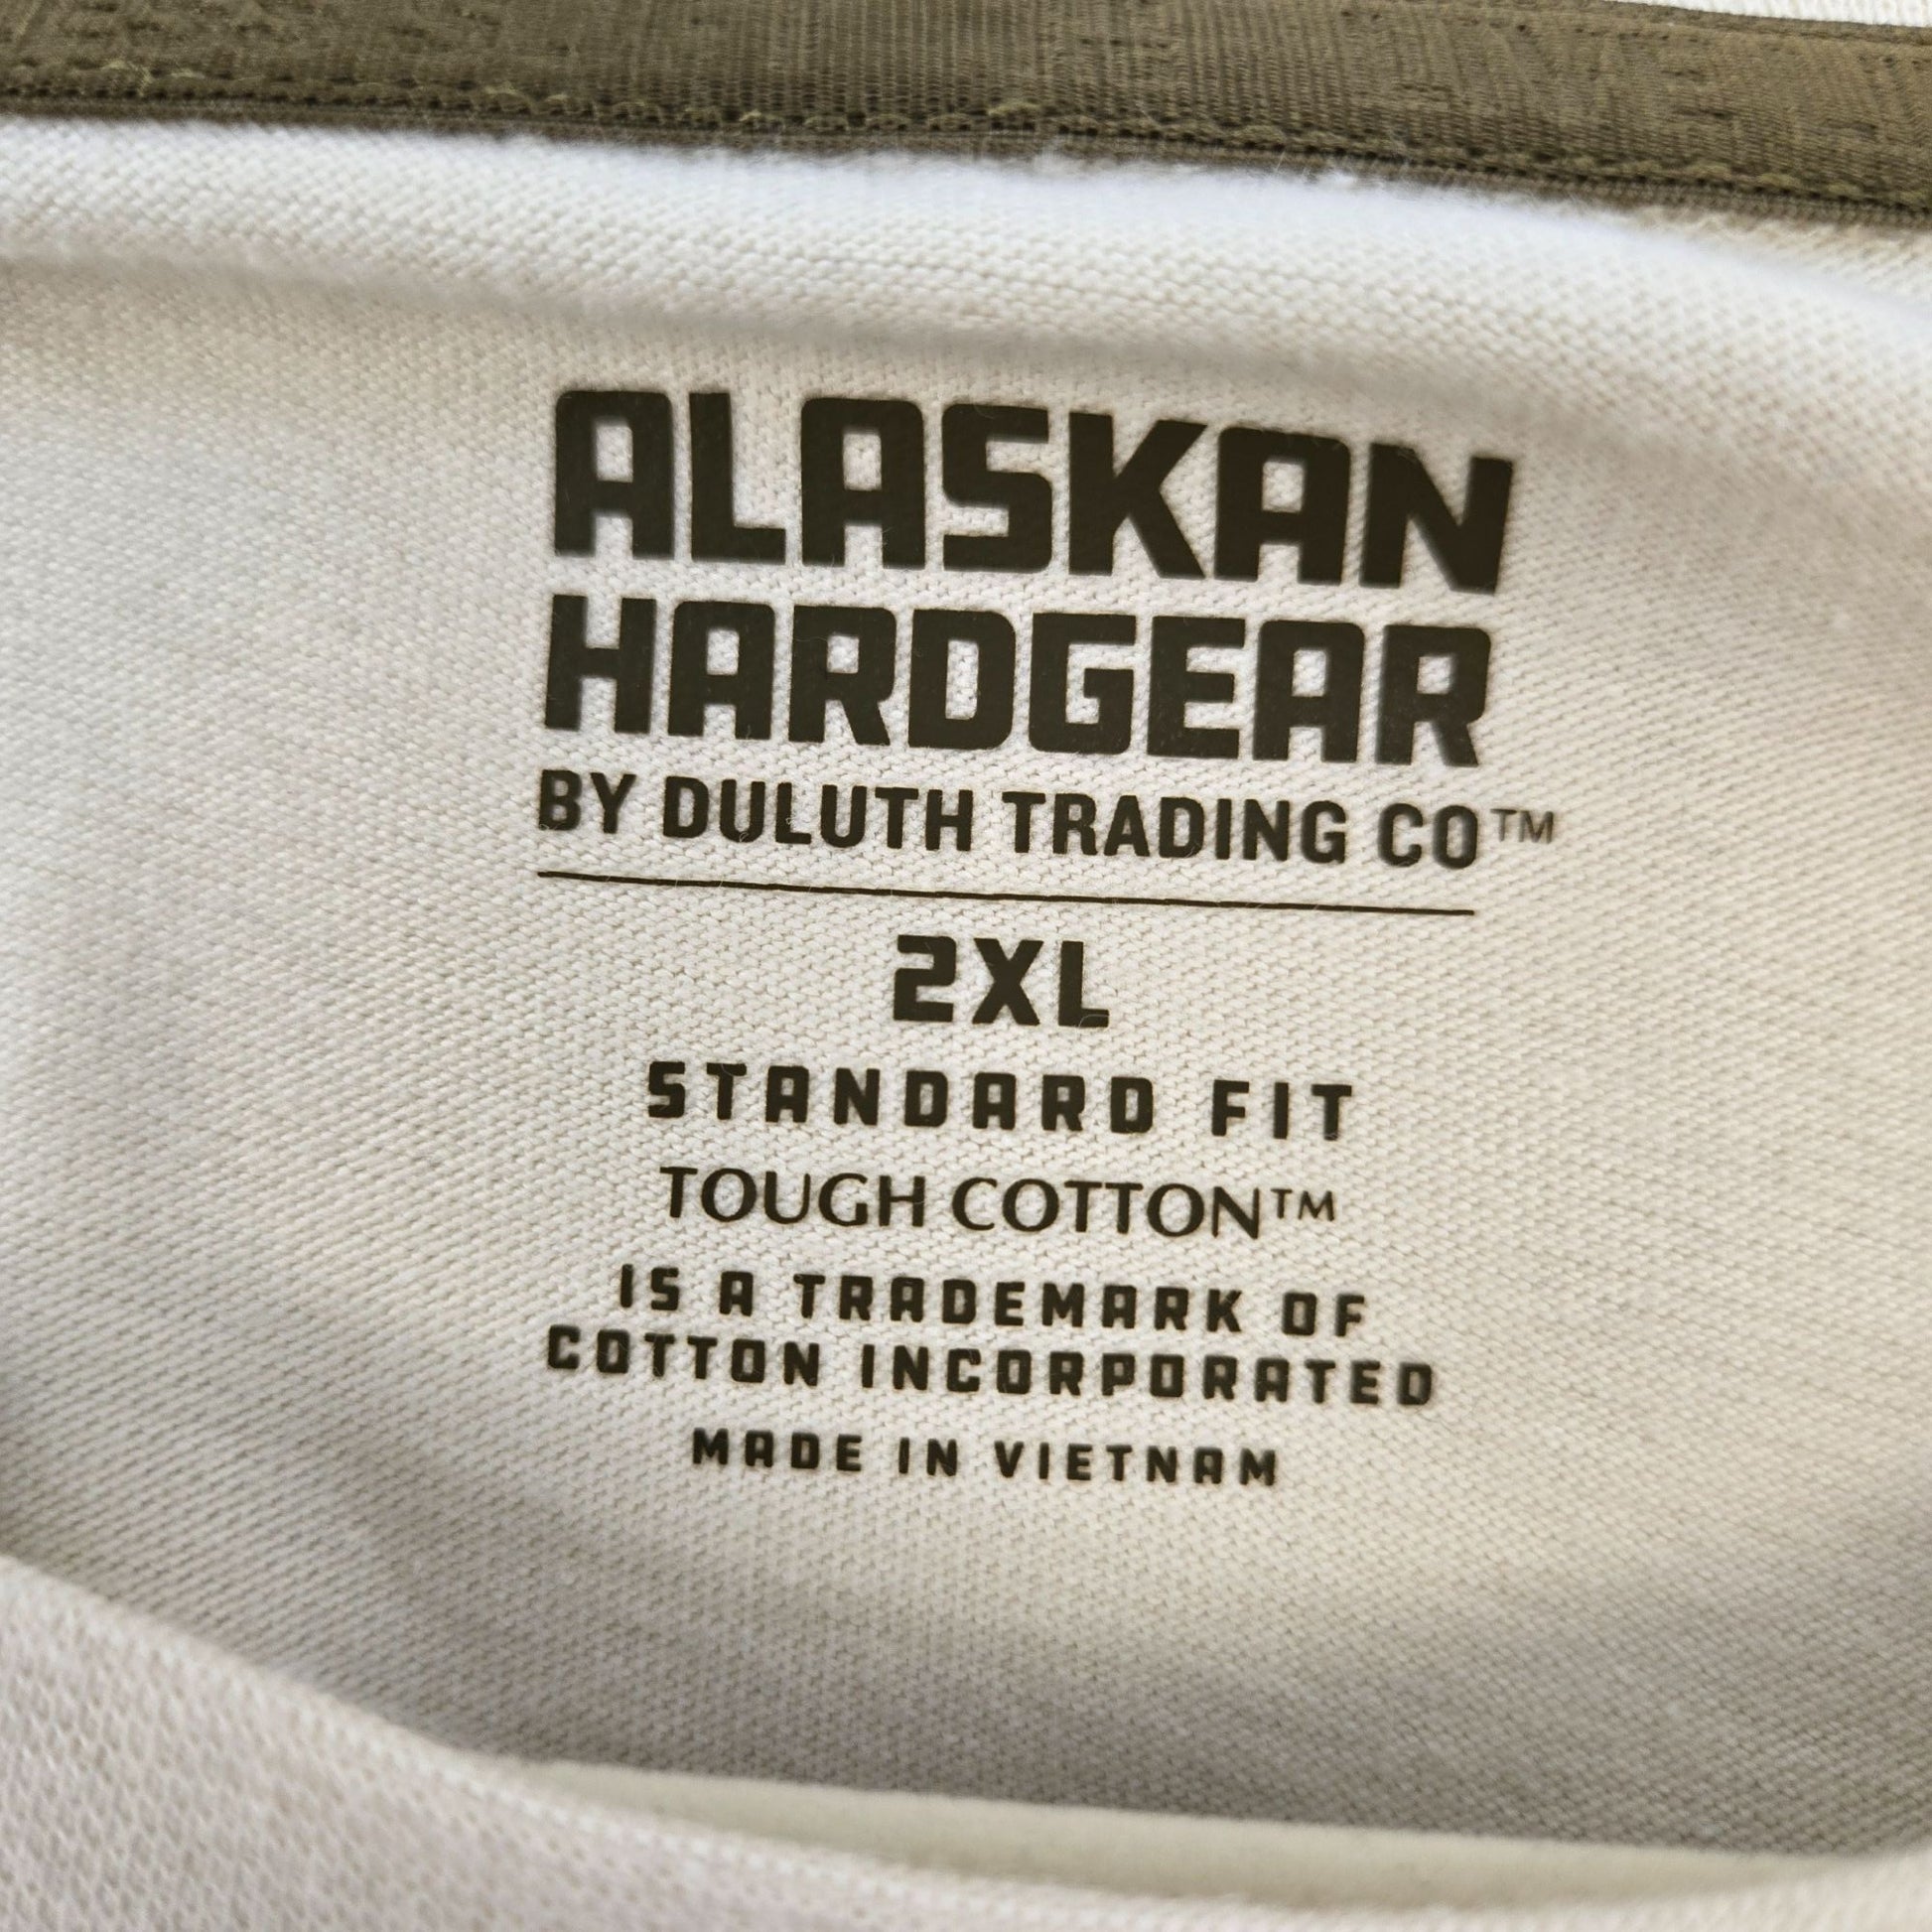 ALASKAN
HARDGEAR
BY DULUTH TRADING CO™
2XL
STANDARD FIT
TOUGH COTTON™
IS A TRADEMARK OF
COTTON INCORPORATED
MADE IN VIETNAM